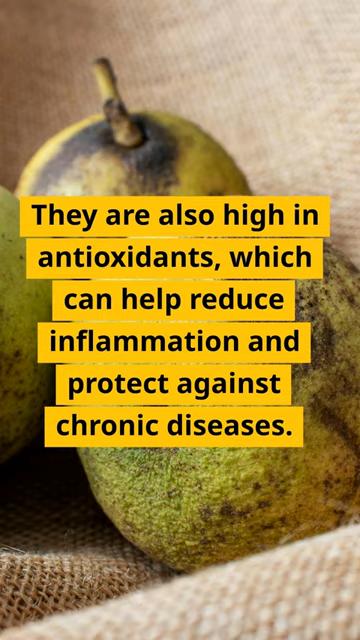 They are also high in
antioxidants, which
can help reduce
inflammation and
protect against
chronic diseases.